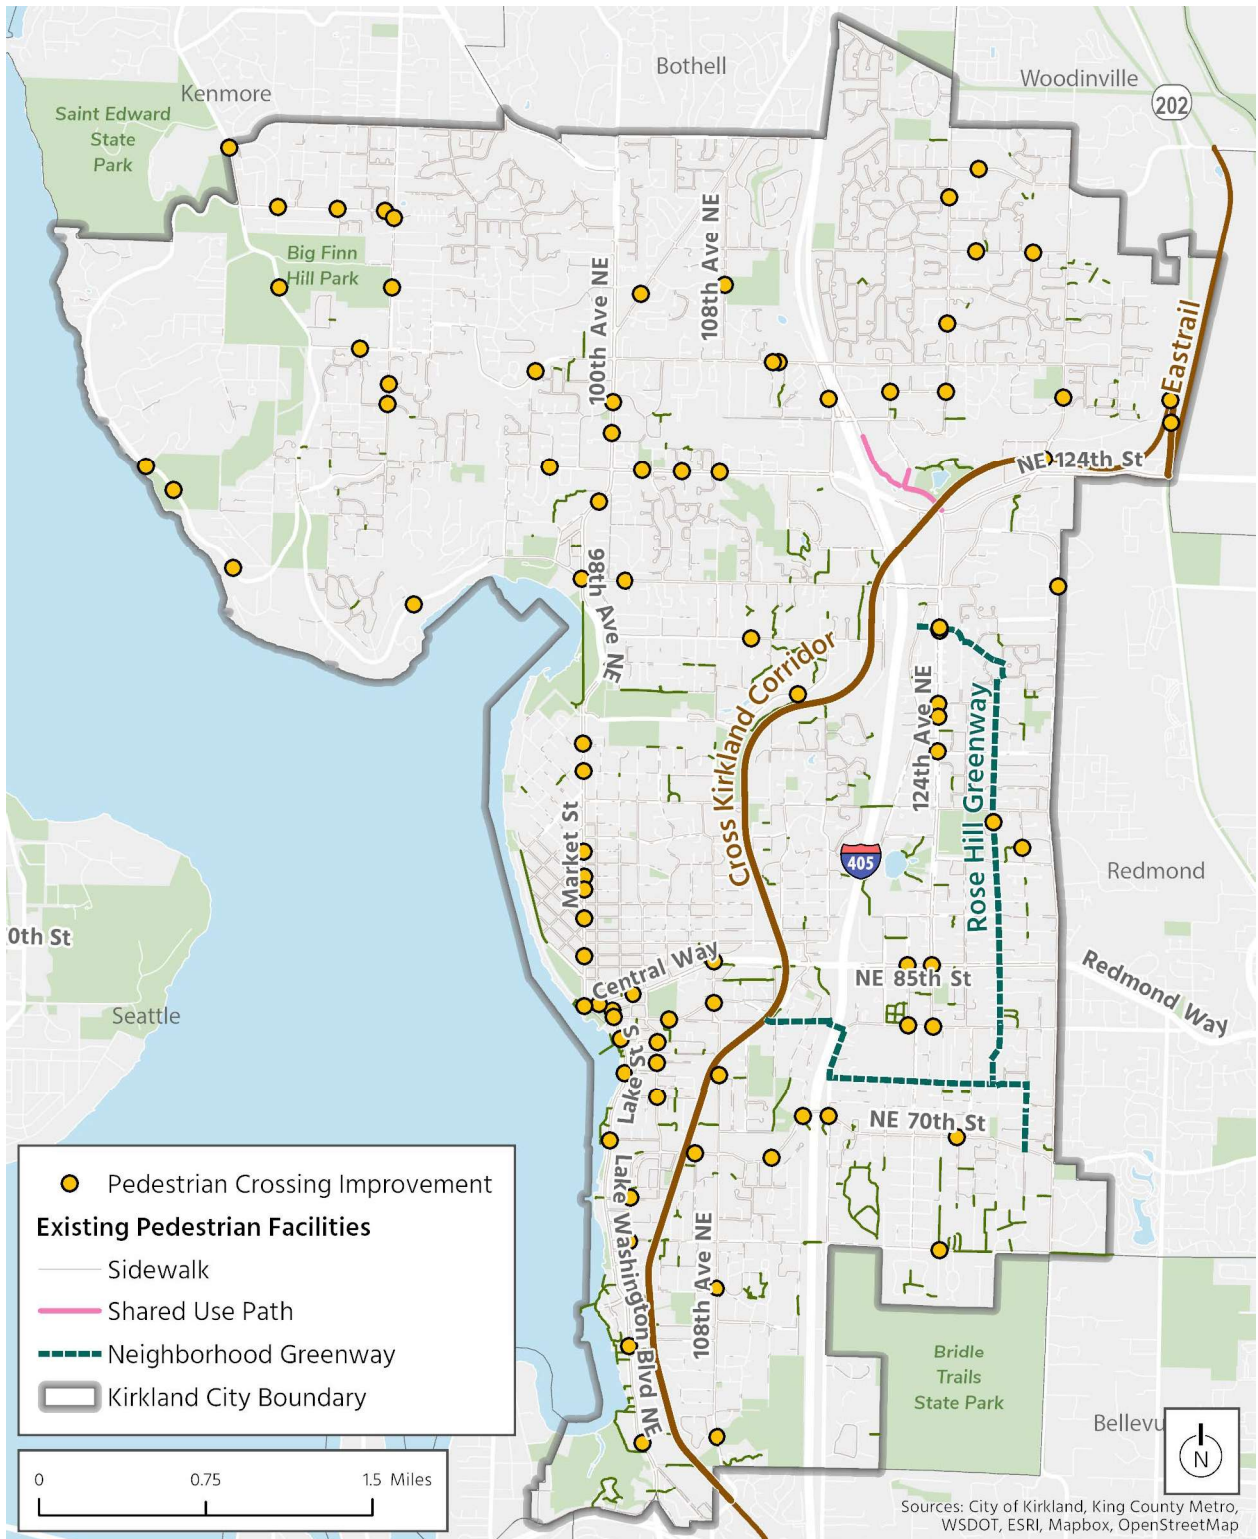 Bothell
Woodinville
202
Kenmore
Saint Edward
State
Park
108th Ave NE
Big Finn
Hill Park
100th Ave NE
Eastrail
NE 124th St
98th Ave NE
Cross Kirkland Corridor
124th Ave NE
Rose Hill Greenway
Market St
405
Redmond
0th St
Central Way
NE 85th St
Redmond Way
Seattle
Lake St S
NE 70th St
Lake Washington Blvd NE
108th Ave NE
Bridle
Trails
State Park
Bellevu
Pedestrian Crossing Improvement
Existing Pedestrian Facilities
Sidewalk
Shared Use Path
Neighborhood Greenway
Kirkland City Boundary
0 0.75 1.5 Miles
N
Sources: City of Kirkland, King County Metro,
WSDOT, ESRI, Mapbox, OpenStreetMap